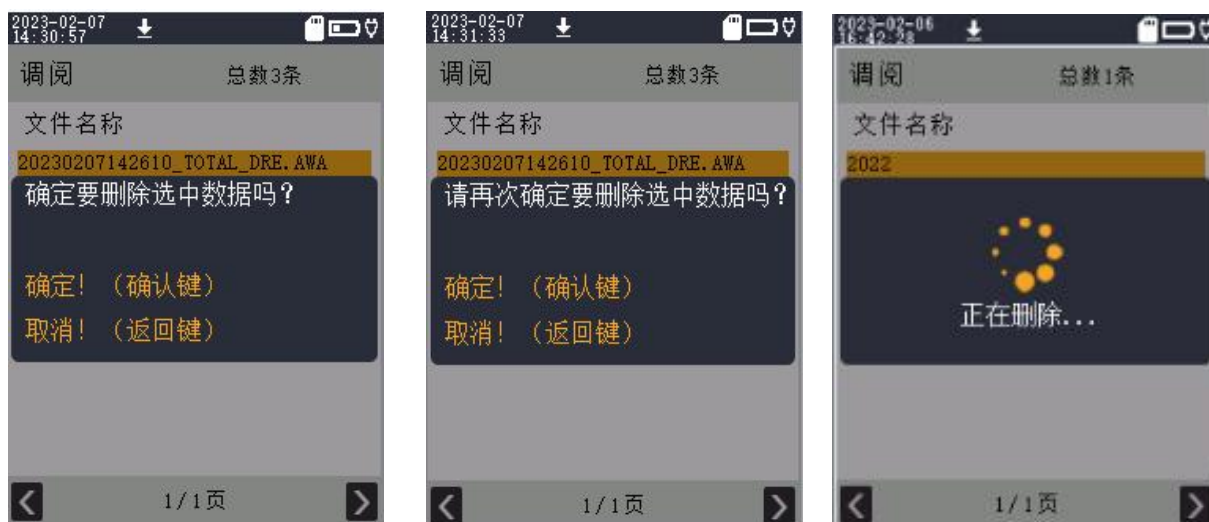 2023-02-07
14:30:57
调阅
总数3条
文件名称
20230207142610_TOTAL_DRE.AWA
确定要删除选中数据吗？
确定！（确认键）
取消！（返回键）
1/1页
2023-02-07
14:31:33
调阅
总数3条
文件名称
20230207142610_TOTAL_DRE.AWA
请再次确定要删除选中数据吗？
确定！（确认键）
取消！（返回键）
1/1页
2023-02-06
16:42:28
调阅
总数1条
文件名称
2022
正在删除...
1/1页